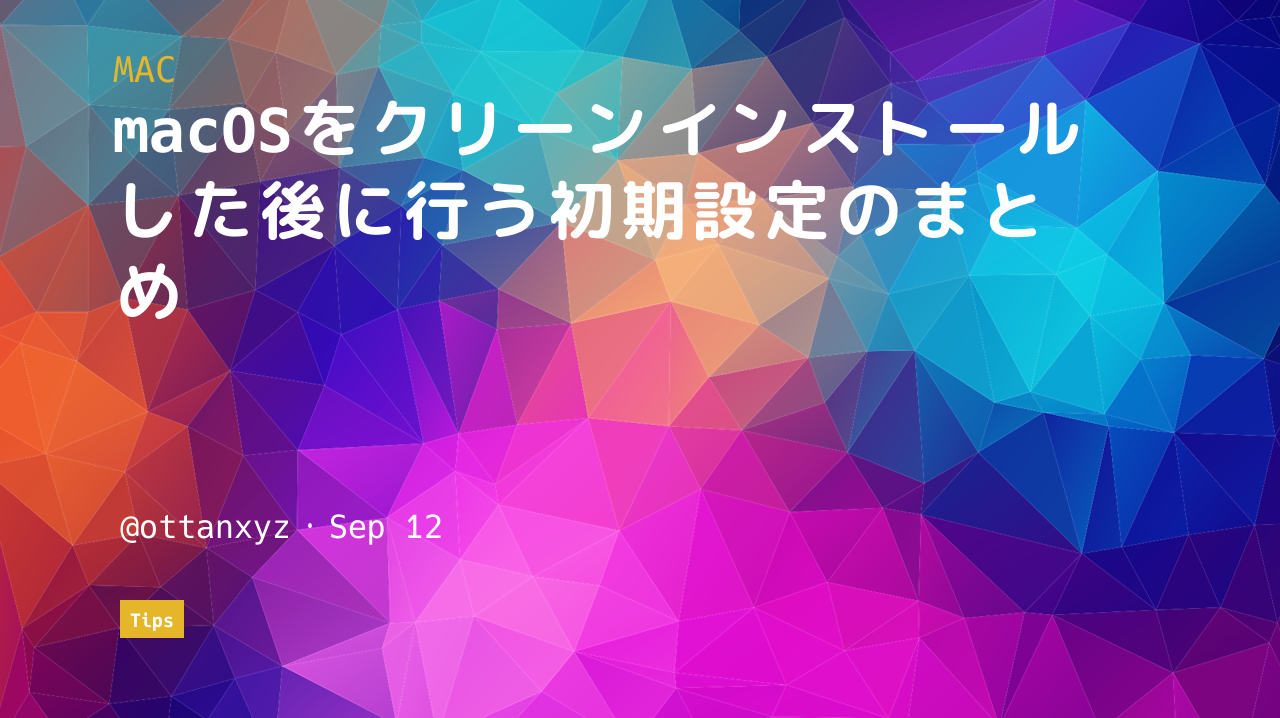 MAC
macOSをクリーンインストール
した後に行う初期設定のまと
め
@ottanxyz・Sep 12
Tips